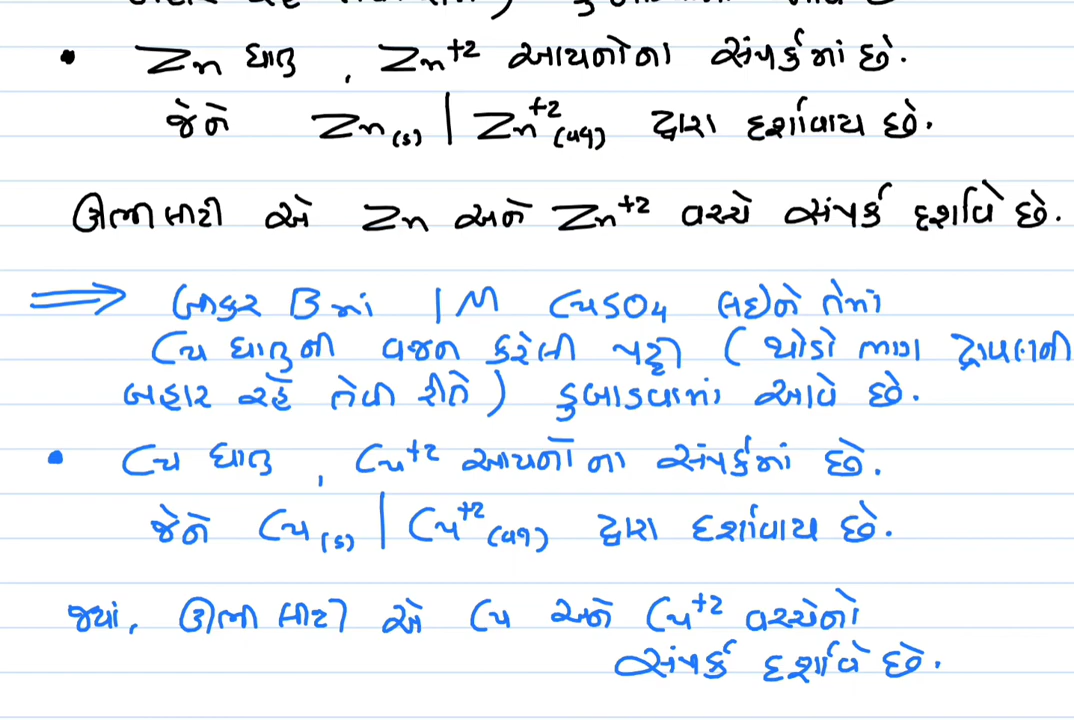 • Zn ધાતુ , Zn+2 આયનોના સંપર્કમાં છે.
જેને Zn(s) | Zn+2(aq) દ્વારા દર્શાવાય છે.
ઊભી લીટી એ Zn અને Zn+2 વચ્ચે સંપર્ક દર્શાવે છે.
⟹ બીકર B માં 1 M CuSO4 લઈને તેમાં
Cu ધાતુની વજન કરેલી પટ્ટી ( થોડો ભાગ દ્રાવણની
બહાર રહે તેવી રીતે ) ડુબાડવામાં આવે છે.
• Cu ધાતુ , Cu+2 આયનોના સંપર્કમાં છે.
જેને Cu(s) | Cu+2(aq) દ્વારા દર્શાવાય છે.
જ્યાં, ઊભી લીટી એ Cu અને Cu+2 વચ્ચેનો
સંપર્ક દર્શાવે છે.